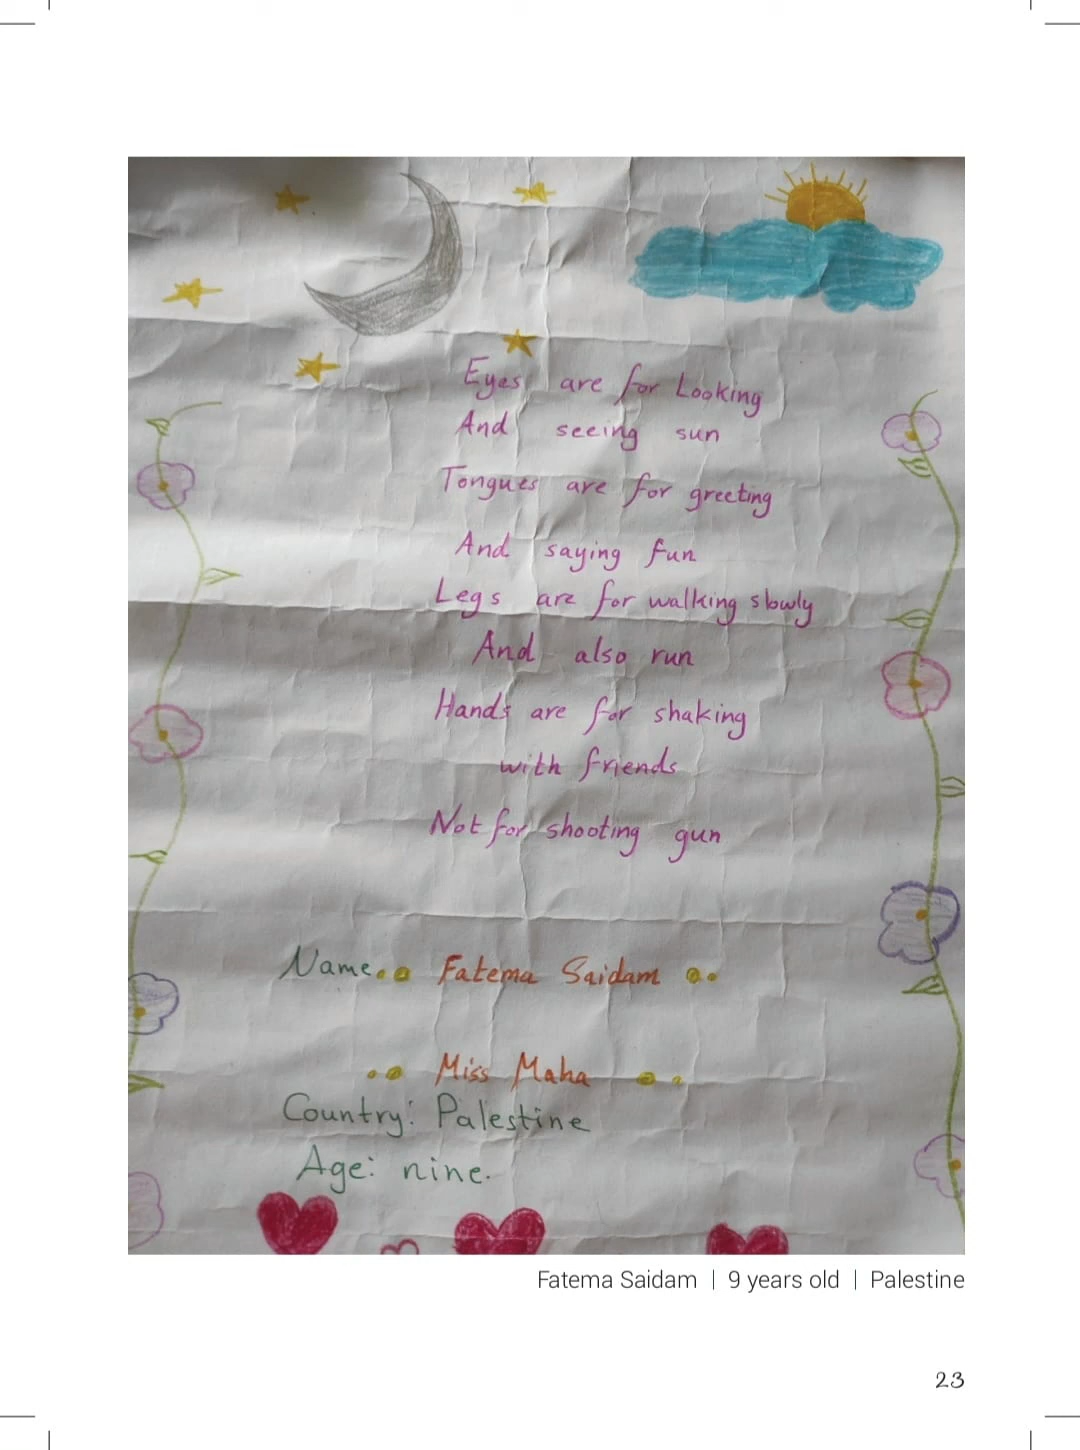 Eyes are for Looking
And seeing sun
Tongues are for greeting
And saying fun
Legs are for walking slowly
And also run
Hands are for shaking
with friends
Not for shooting gun
Name.. Fatema Saidam ..
.. Miss Maha ..
Country: Palestine
Age: nine.
Fatema Saidam | 9 years old | Palestine
23